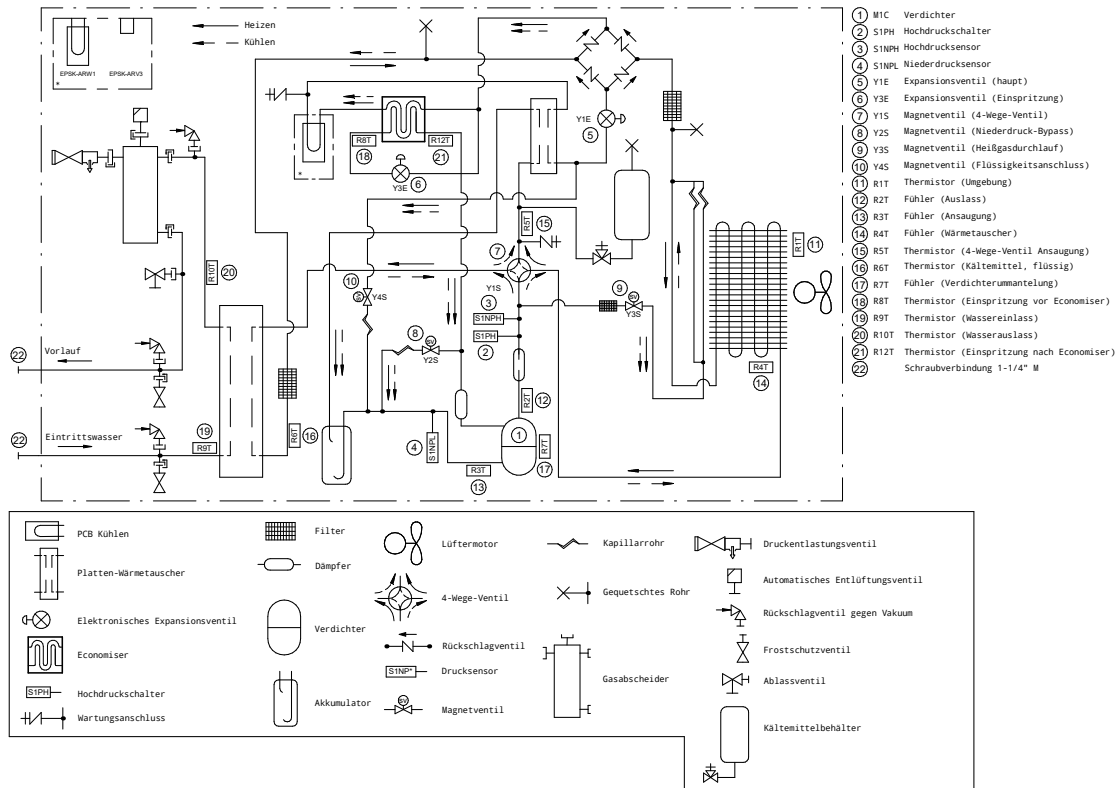 Heizen
Kühlen
EPSK-ARW1 EPSK-ARV3
*
R8T
18
R12T
21
Y3E
6
*
Y1E
5
R1T
11
R5T
15
7
Y1S
R10T
20
10
SV
Y4S
3
S1NPH
S1PH
2
9
SV
Y3S
8
SV
Y2S
R4T
14
22
Vorlauf
R2T
12
22
Eintrittswasser
19
R9T
R6T
16
4
S1NPL
1
R7T
17
R3T
13
1 M1C Verdichter
2 S1PH Hochdruckschalter
3 S1NPH Hochdrucksensor
4 S1NPL Niederdrucksensor
5 Y1E Expansionsventil (haupt)
6 Y3E Expansionsventil (Einspritzung)
7 Y1S Magnetventil (4-Wege-Ventil)
8 Y2S Magnetventil (Niederdruck-Bypass)
9 Y3S Magnetventil (Heißgasdurchlauf)
10 Y4S Magnetventil (Flüssigkeitsanschluss)
11 R1T Thermistor (Umgebung)
12 R2T Fühler (Auslass)
13 R3T Fühler (Ansaugung)
14 R4T Fühler (Wärmetauscher)
15 R5T Thermistor (4-Wege-Ventil Ansaugung)
16 R6T Thermistor (Kältemittel, flüssig)
17 R7T Fühler (Verdichterummantelung)
18 R8T Thermistor (Einspritzung vor Economiser)
19 R9T Thermistor (Wassereinlass)
20 R10T Thermistor (Wasserauslass)
21 R12T Thermistor (Einspritzung nach Economiser)
22 Schraubverbindung 1-1/4" M
PCB Kühlen
Platten-Wärmetauscher
Elektronisches Expansionsventil
Economiser
S1PH Hochdruckschalter
Wartungsanschluss
Filter
Dämpfer
Verdichter
Akkumulator
Lüftermotor
4-Wege-Ventil
Rückschlagventil
S1NP* Drucksensor
SV Magnetventil
Kapillarrohr
Gequetschtes Rohr
Gasabscheider
Druckentlastungsventil
Automatisches Entlüftungsventil
Rückschlagventil gegen Vakuum
Frostschutzventil
Ablassventil
Kältemittelbehälter